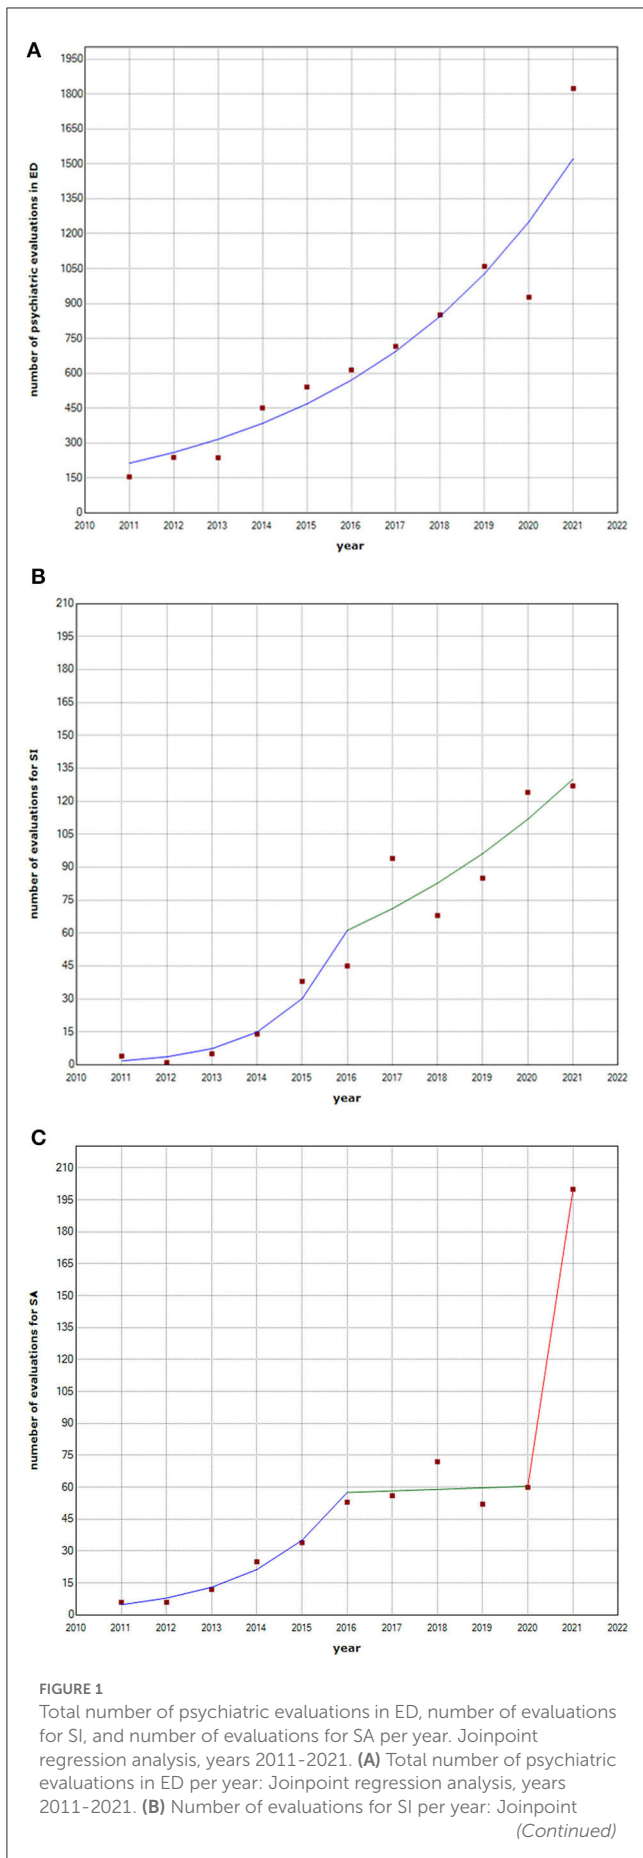 A
1950
1800
1650
1500
1350
1200
1050
900
750
600
450
300
150
0
number of psychiatric evaluations in ED
2010 2011 2012 2013 2014 2015 2016 2017 2018 2019 2020 2021 2022
year
B
210
195
180
165
150
135
120
105
90
75
60
45
30
15
0
number of evaluations for SI
2010 2011 2012 2013 2014 2015 2016 2017 2018 2019 2020 2021 2022
year
C
210
195
180
165
150
135
120
105
90
75
60
45
30
15
0
numeber of evaluations for SA
2010 2011 2012 2013 2014 2015 2016 2017 2018 2019 2020 2021 2022
year
FIGURE 1
Total number of psychiatric evaluations in ED, number of evaluations
for SI, and number of evaluations for SA per year. Joinpoint
regression analysis, years 2011-2021. (A) Total number of psychiatric
evaluations in ED per year: Joinpoint regression analysis, years
2011-2021. (B) Number of evaluations for SI per year: Joinpoint
(Continued)